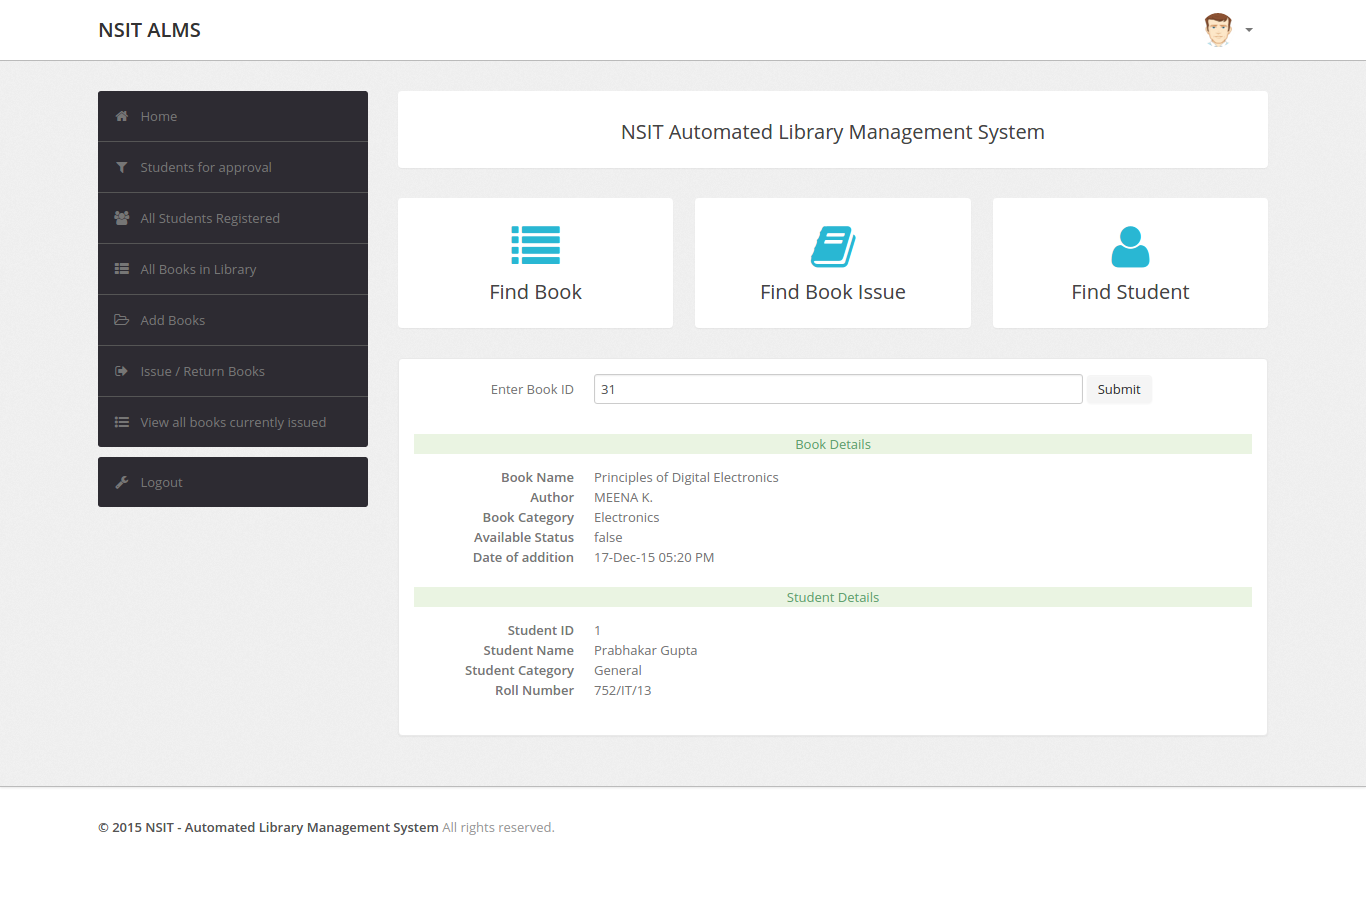 NSIT ALMS
Home
Students for approval
All Students Registered
All Books in Library
Add Books
Issue / Return Books
View all books currently issued
Logout
NSIT Automated Library Management System
Find Book
Find Book Issue
Find Student
Enter Book ID 31 Submit
Book Details
Book Name Principles of Digital Electronics
Author MEENA K.
Book Category Electronics
Available Status false
Date of addition 17-Dec-15 05:20 PM
Student Details
Student ID 1
Student Name Prabhakar Gupta
Student Category General
Roll Number 752/IT/13
© 2015 NSIT - Automated Library Management System All rights reserved.